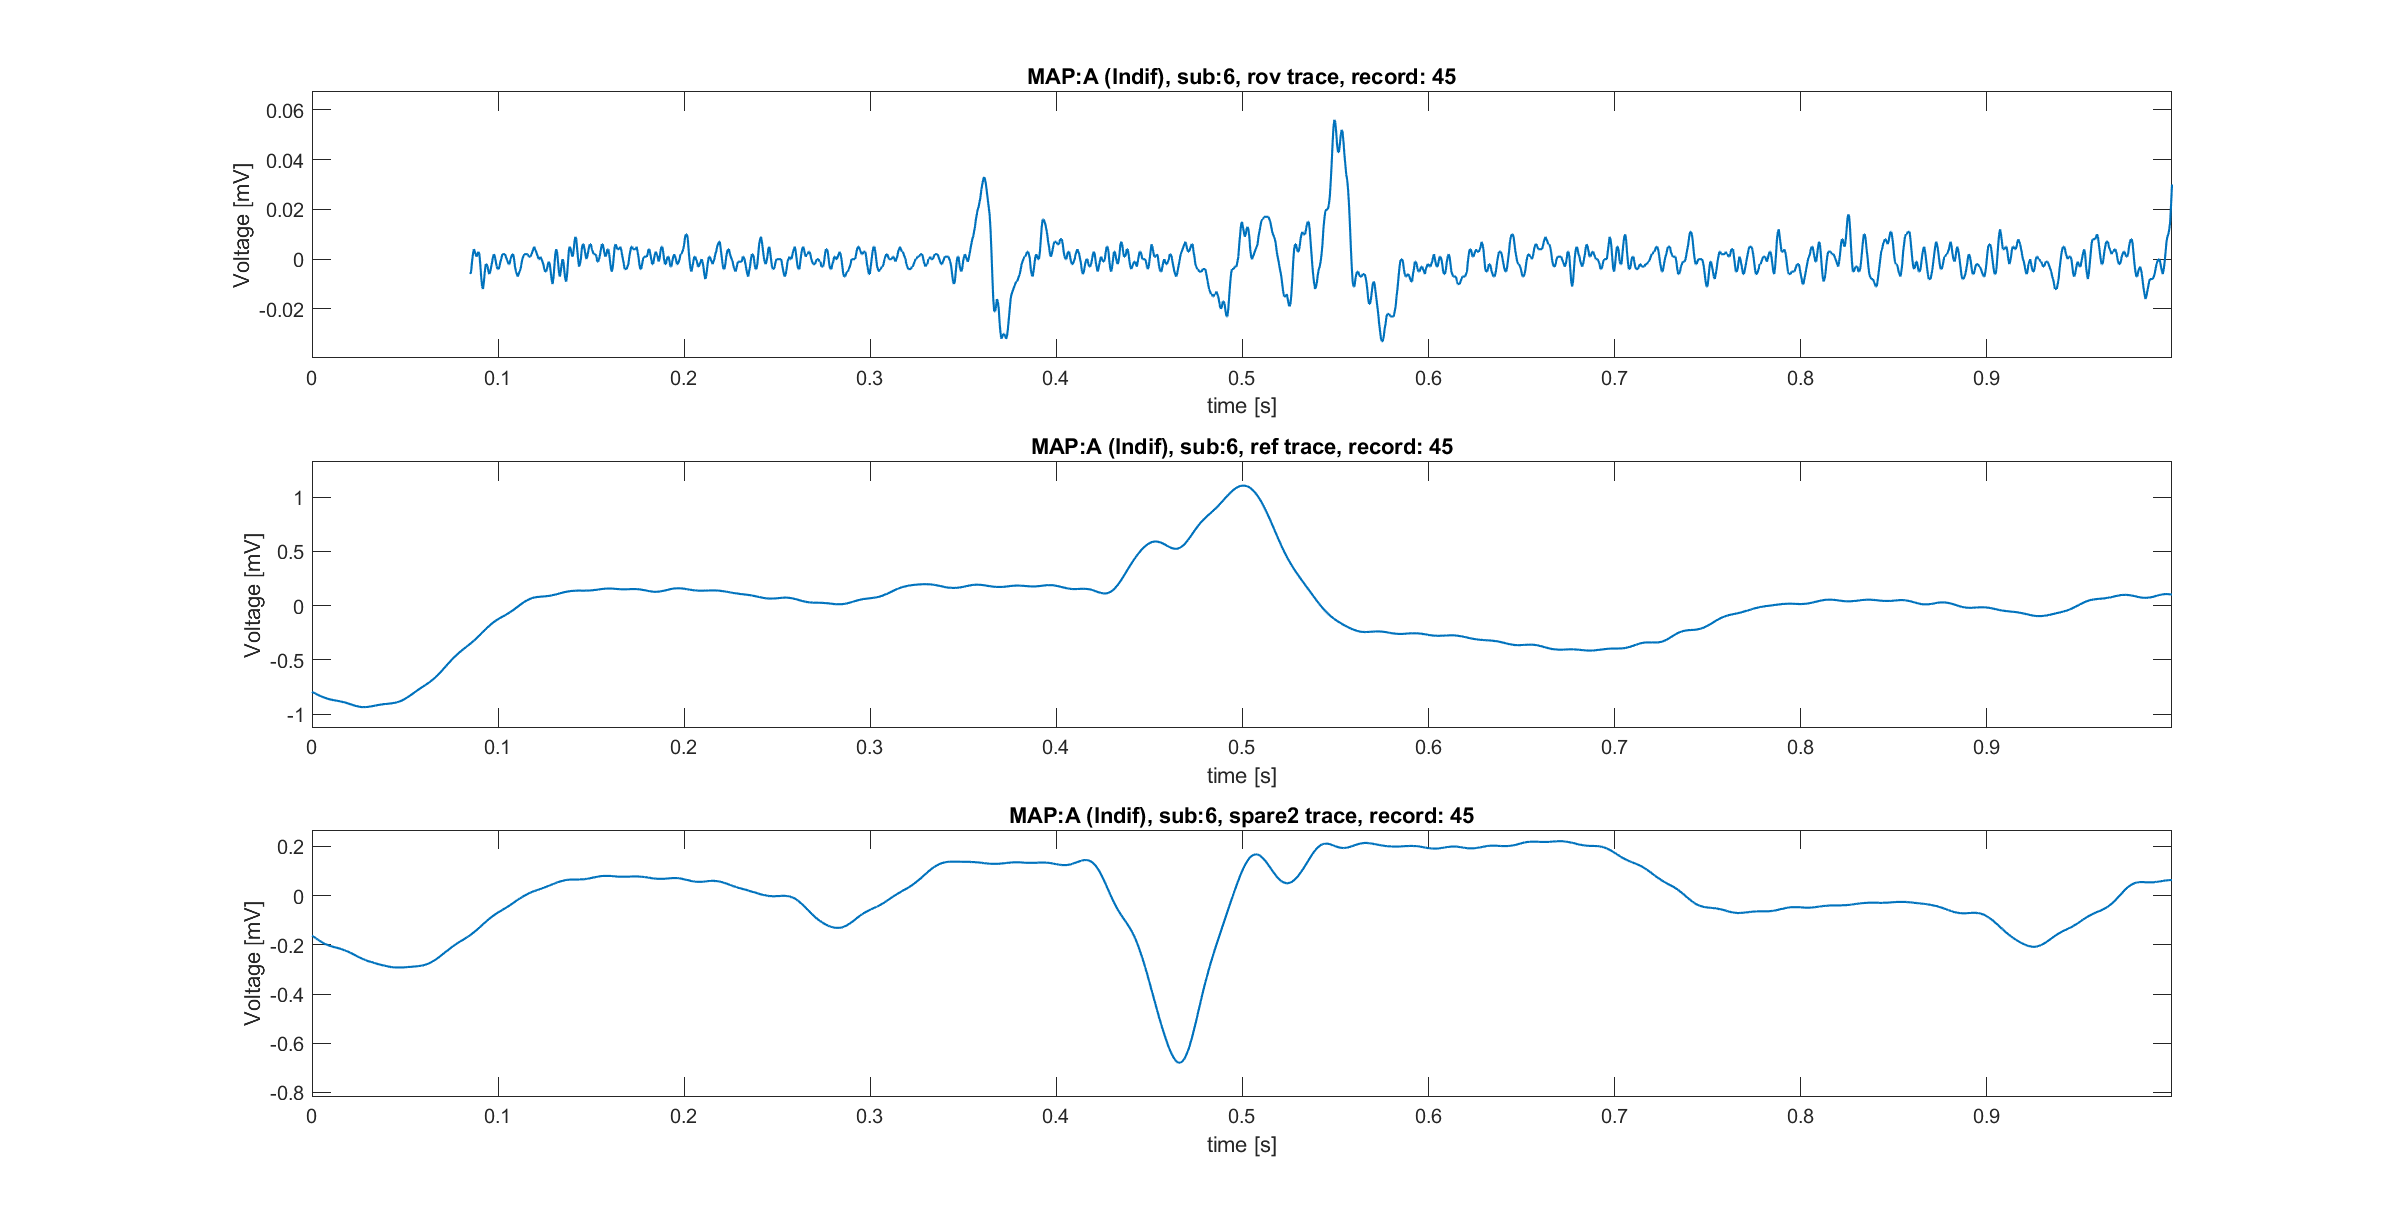 MAP:A (Indif), sub:6, rov trace, record: 45
Voltage [mV]
0.06
0.04
0.02
0
-0.02
0 0.1 0.2 0.3 0.4 0.5 0.6 0.7 0.8 0.9
time [s]
MAP:A (Indif), sub:6, ref trace, record: 45
Voltage [mV]
1
0.5
0
-0.5
-1
0 0.1 0.2 0.3 0.4 0.5 0.6 0.7 0.8 0.9
time [s]
MAP:A (Indif), sub:6, spare2 trace, record: 45
Voltage [mV]
0.2
0
-0.2
-0.4
-0.6
-0.8
0 0.1 0.2 0.3 0.4 0.5 0.6 0.7 0.8 0.9
time [s]